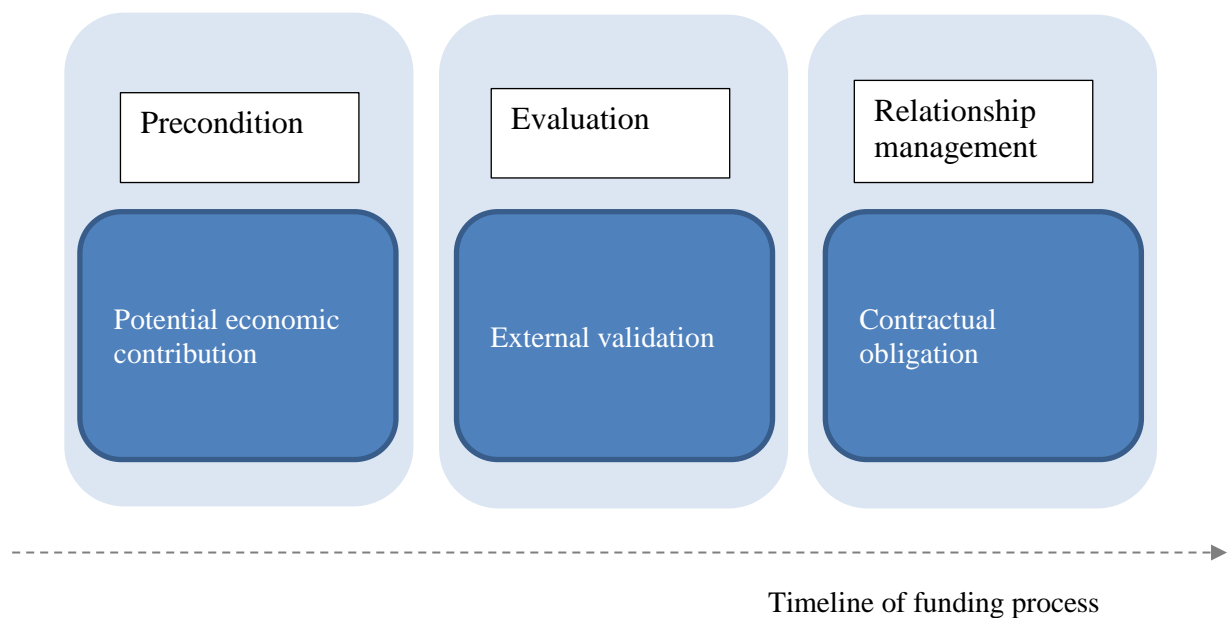 Precondition
Evaluation
Relationship
management
Potential economic
contribution
External validation
Contractual
obligation
Timeline of funding process